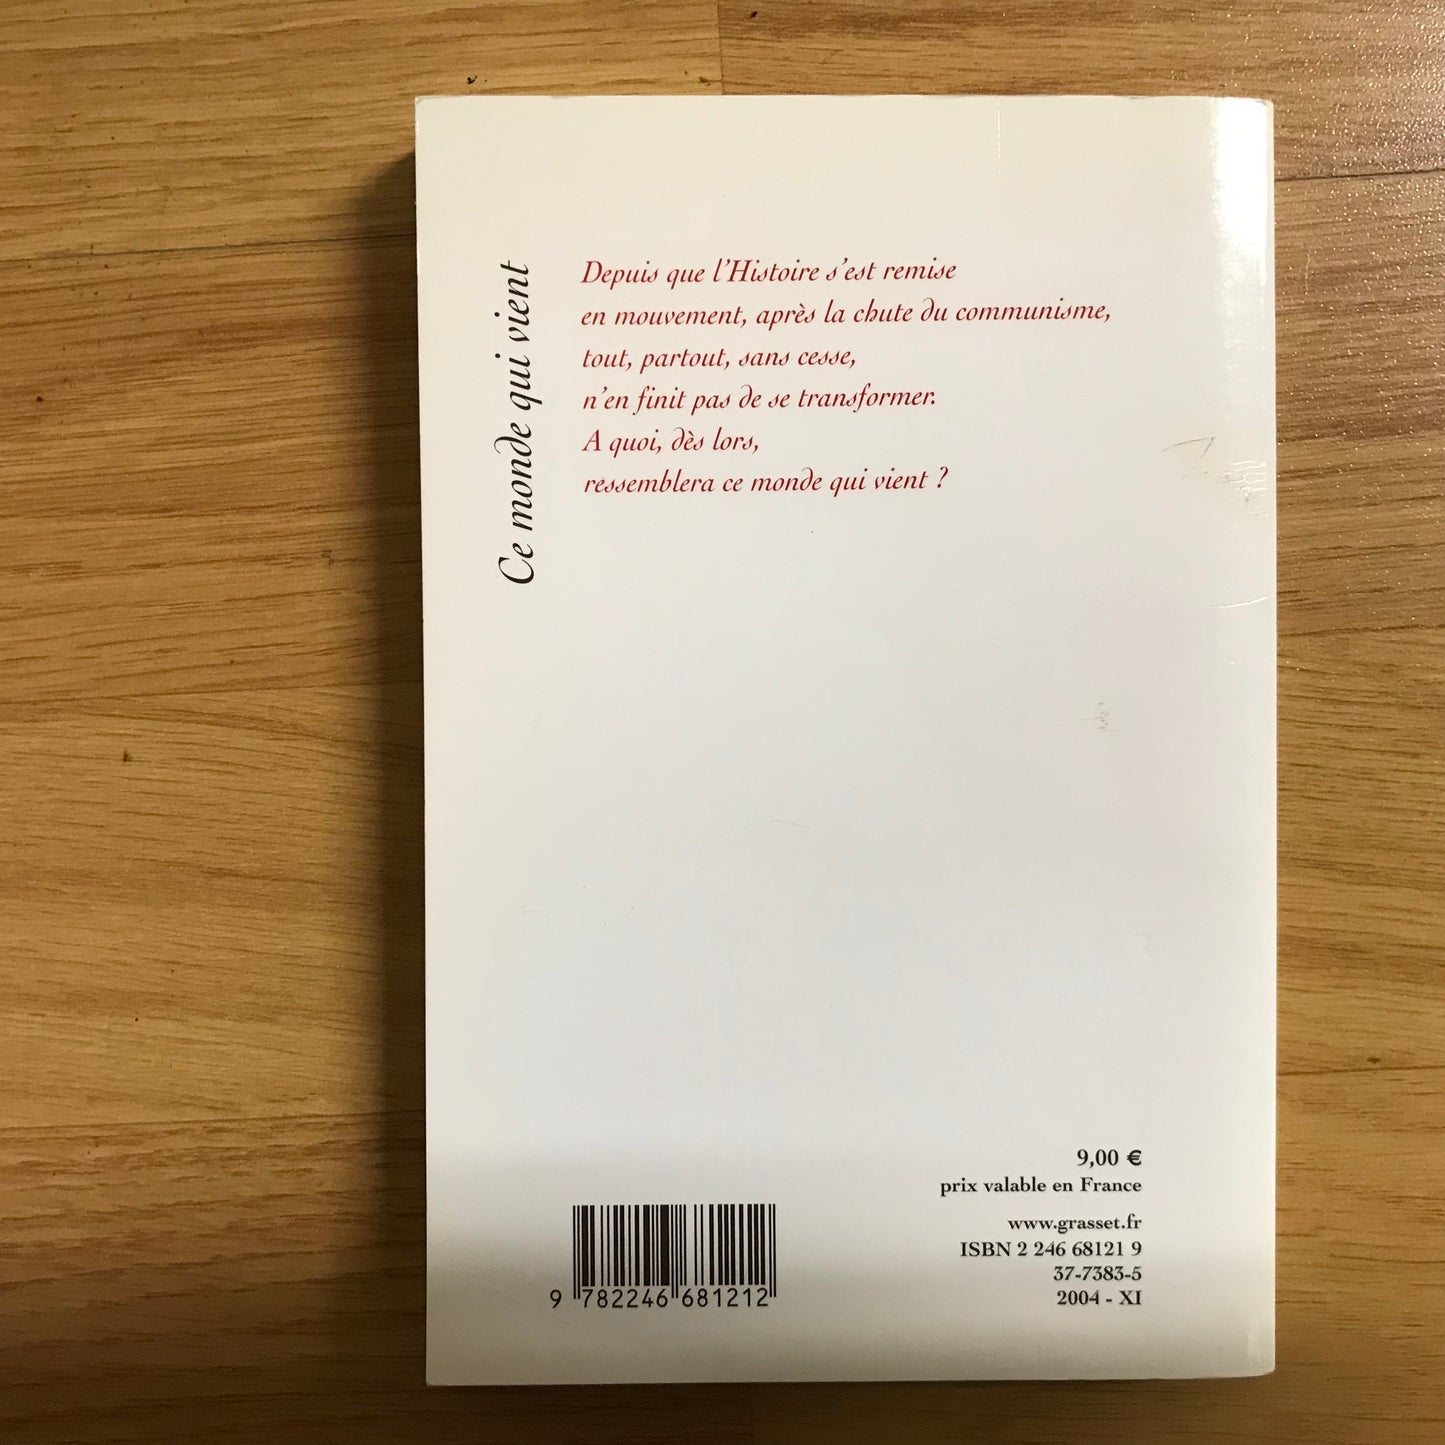 Ce monde qui vient
Depuis que l'Histoire s'est remise
en mouvement, après la chute du communisme,
tout, partout, sans cesse,
n'en finit pas de se transformer.
A quoi, dès lors,
ressemblera ce monde qui vient ?
9,00 €
prix valable en France
www.grasset.fr
ISBN 2 246 68121 9
37-7383-5
2004 - XI
9 782246 681212